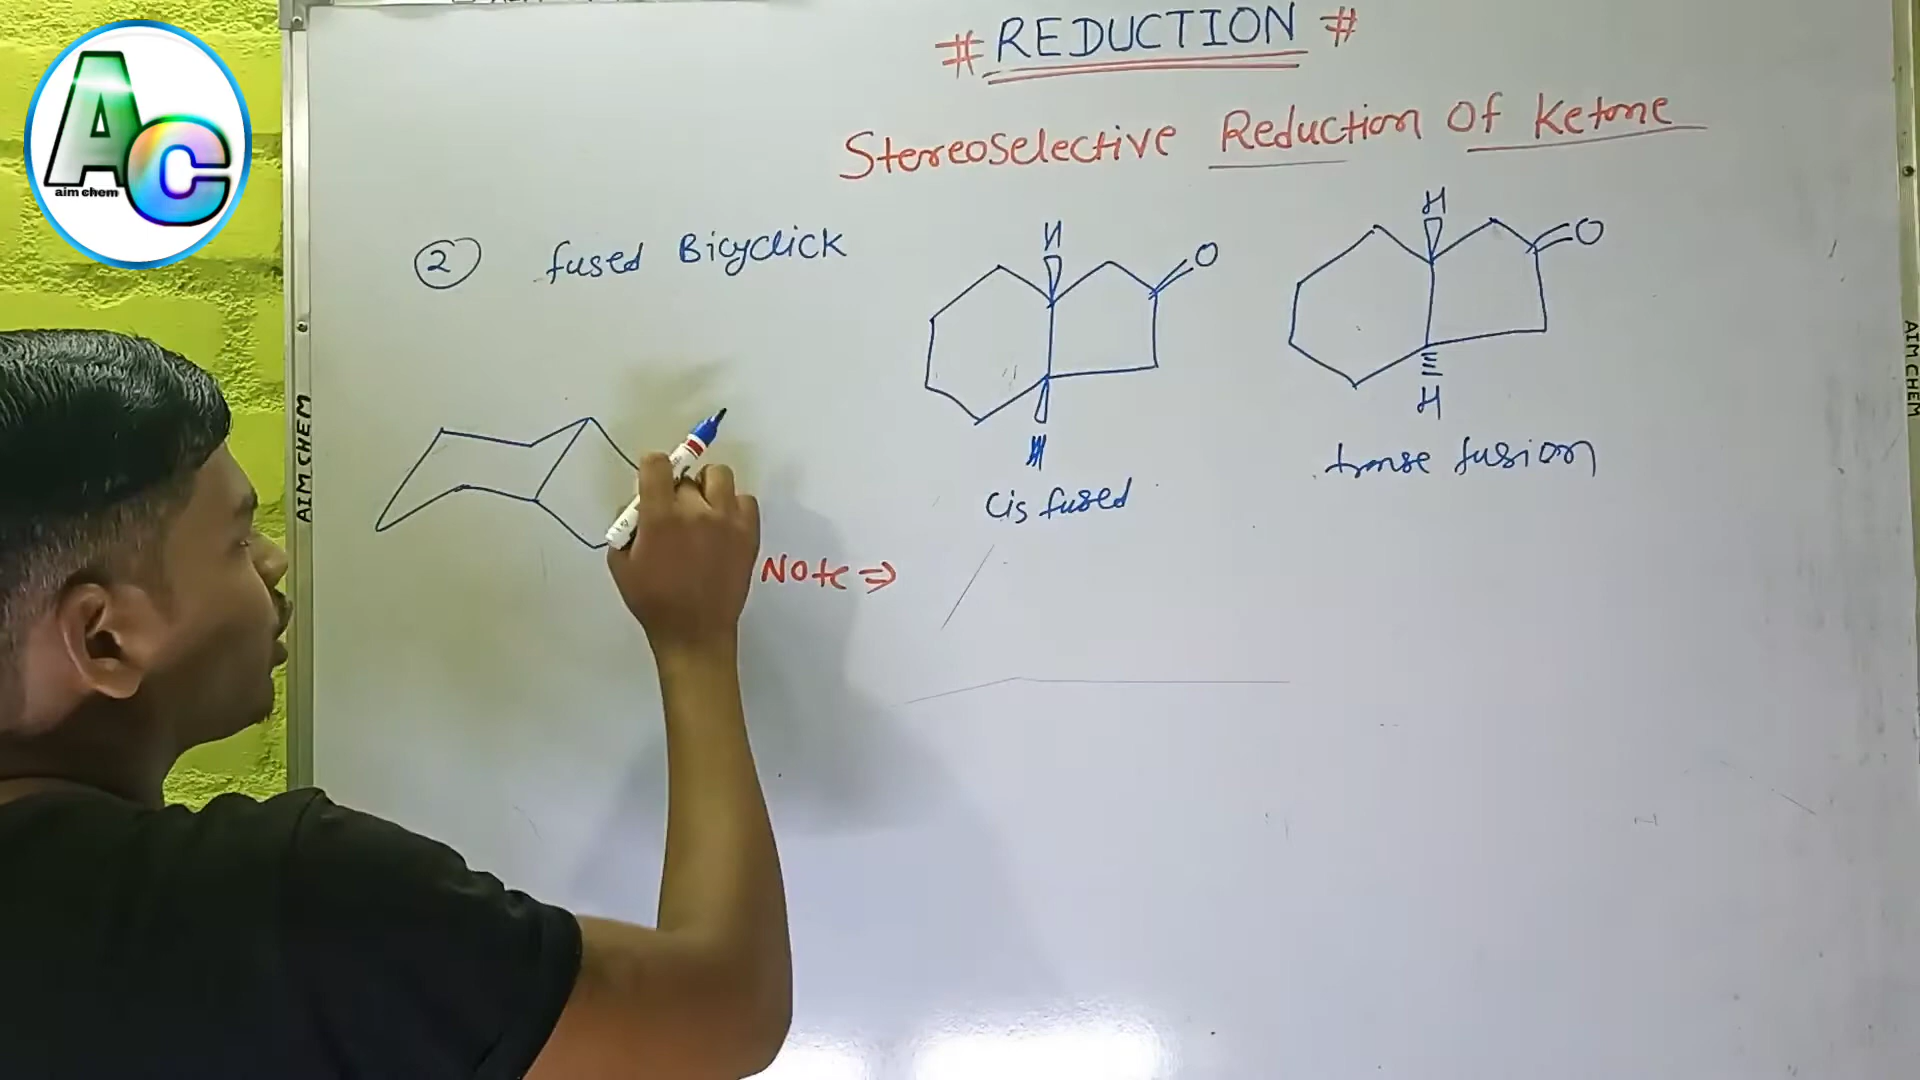 AC
aim chem
# REDUCTION #
Stereoselective Reduction Of Ketone
② fused Bicyclick
H
O
H
cis fused
H
O
H
transe fusion
Note ⇒
AIM CHEM
AIM CHEM